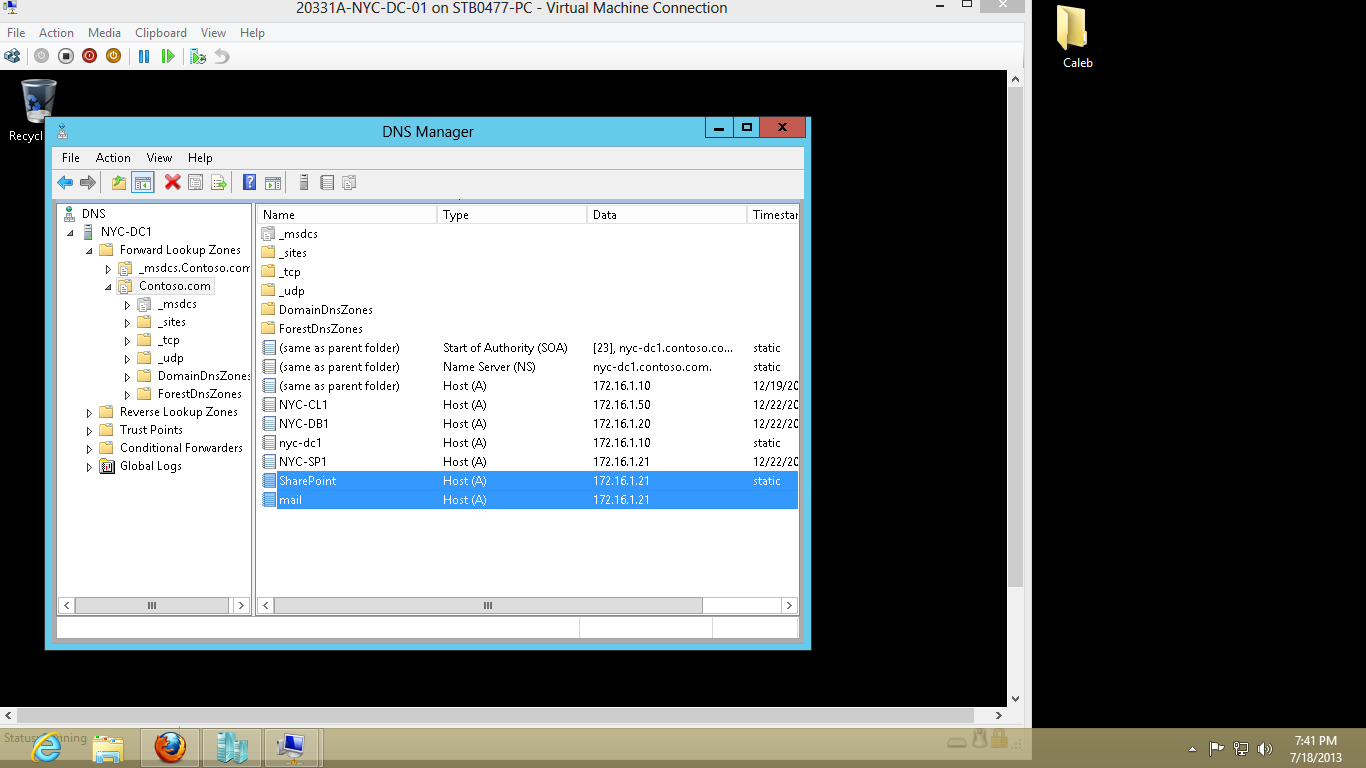 20331A-NYC-DC-01 on STB0477-PC - Virtual Machine Connection
File Action Media Clipboard View Help
Caleb
Recycl
DNS Manager
File Action View Help
DNS
NYC-DC1
Forward Lookup Zones
_msdcs.Contoso.com
Contoso.com
_msdcs
_sites
_tcp
_udp
DomainDnsZones
ForestDnsZones
Reverse Lookup Zones
Trust Points
Conditional Forwarders
Global Logs
Name Type Data Timestar
_msdcs
_sites
_tcp
_udp
DomainDnsZones
ForestDnsZones
(same as parent folder) Start of Authority (SOA) [23], nyc-dc1.contoso.co... static
(same as parent folder) Name Server (NS) nyc-dc1.contoso.com. static
(same as parent folder) Host (A) 172.16.1.10 12/19/20
NYC-CL1 Host (A) 172.16.1.50 12/22/20
NYC-DB1 Host (A) 172.16.1.20 12/22/20
nyc-dc1 Host (A) 172.16.1.10 static
NYC-SP1 Host (A) 172.16.1.21 12/22/20
SharePoint Host (A) 172.16.1.21 static
mail Host (A) 172.16.1.21
7:41 PM
7/18/2013